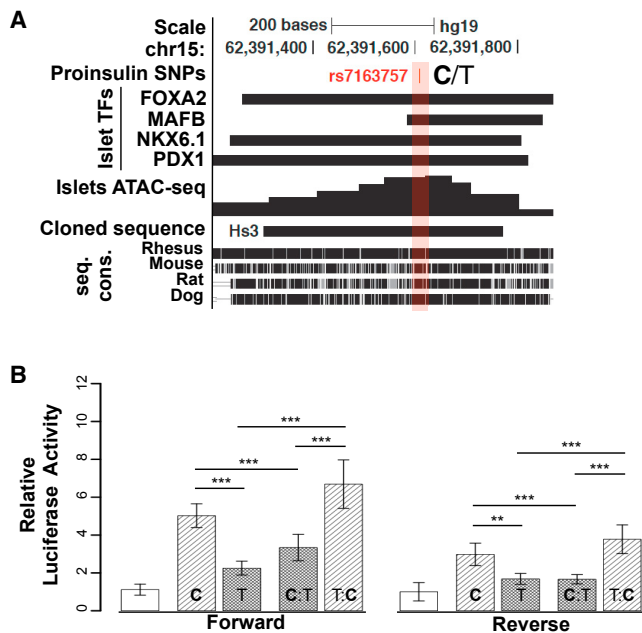 A
Scale 200 bases hg19
chr15: 62,391,400 62,391,600 62,391,800
Proinsulin SNPs rs7163757 C/T
Islet TFs
FOXA2
MAFB
NKX6.1
PDX1
Islets ATAC-seq
Cloned sequence Hs3
seq. cons.
Rhesus
Mouse
Rat
Dog
B
Relative
Luciferase Activity
12
10
8
6
4
2
0
*** *** *** ***
*** ** *** ***
C T C:T T:C C T C:T T:C
Forward Reverse